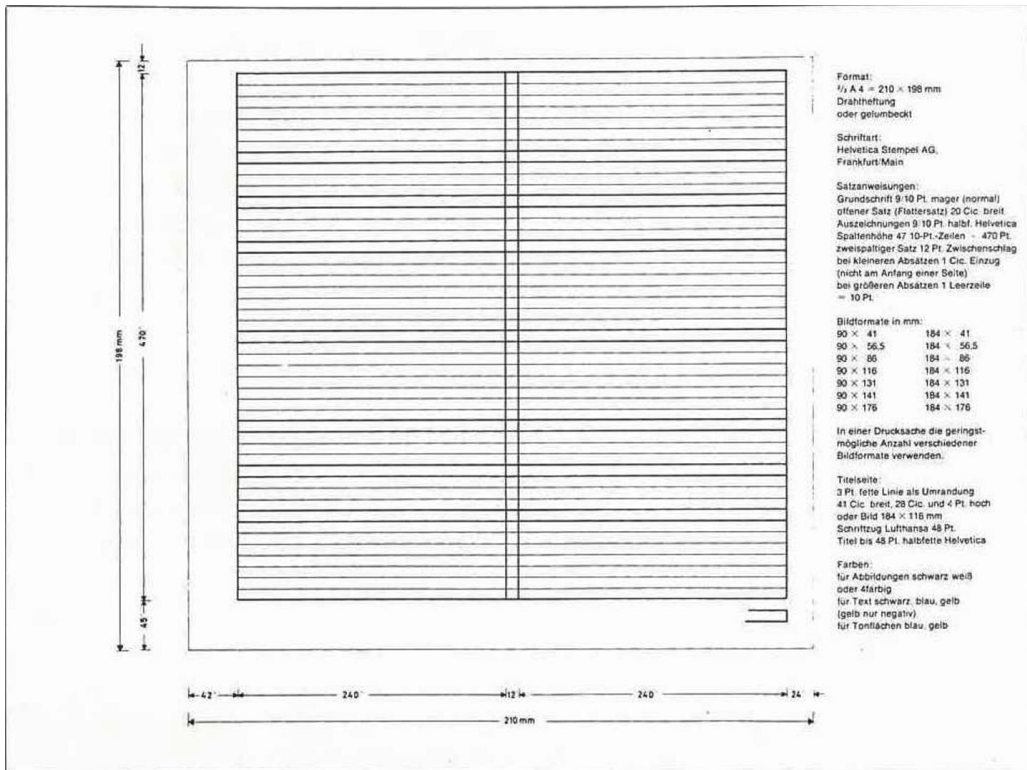 Format:
²/₃ A 4 = 210 × 198 mm
Drahtheftung
oder gelumbeckt
Schriftart:
Helvetica Stempel AG,
Frankfurt/Main
Satzanweisungen:
Grundschrift 9/10 Pt. mager (normal)
offener Satz (Flattersatz) 20 Cic. breit
Auszeichnungen 9/10 Pt. halbf. Helvetica
Spaltenhöhe 47 10-Pt.-Zeilen - 470 Pt.
zweispaltiger Satz 12 Pt. Zwischenschlag
bei kleineren Absätzen 1 Cic. Einzug
(nicht am Anfang einer Seite)
bei größeren Absätzen 1 Leerzeile
= 10 Pt.
Bildformate in mm:
90 × 41 184 × 41
90 × 56,5 184 × 56,5
90 × 86 184 × 86
90 × 116 184 × 116
90 × 131 184 × 131
90 × 141 184 × 141
90 × 176 184 × 176
In einer Drucksache die geringst-
mögliche Anzahl verschiedener
Bildformate verwenden.
Titelseite:
3 Pt. fette Linie als Umrandung
41 Cic. breit, 28 Cic. und 4 Pt. hoch
oder Bild 184 × 116 mm
Schriftzug Lufthansa 48 Pt.
Titel bis 48 Pt. halbfette Helvetica
Farben:
für Abbildungen schwarz weiß
oder 4farbig
für Text schwarz, blau, gelb
(gelb nur negativ)
für Tonflächen blau, gelb
12"
198 mm
470"
45"
42" 240" 12 240" 24"
210 mm